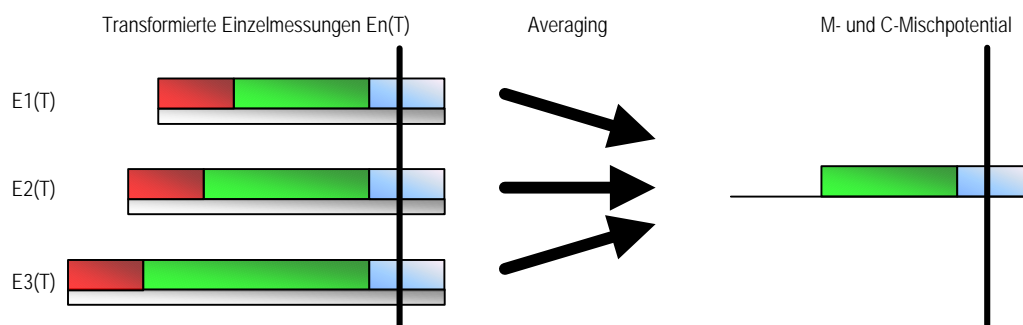 Transformierte Einzelmessungen En(T)
Averaging
M- und C-Mischpotential
E1(T)
E2(T)
E3(T)